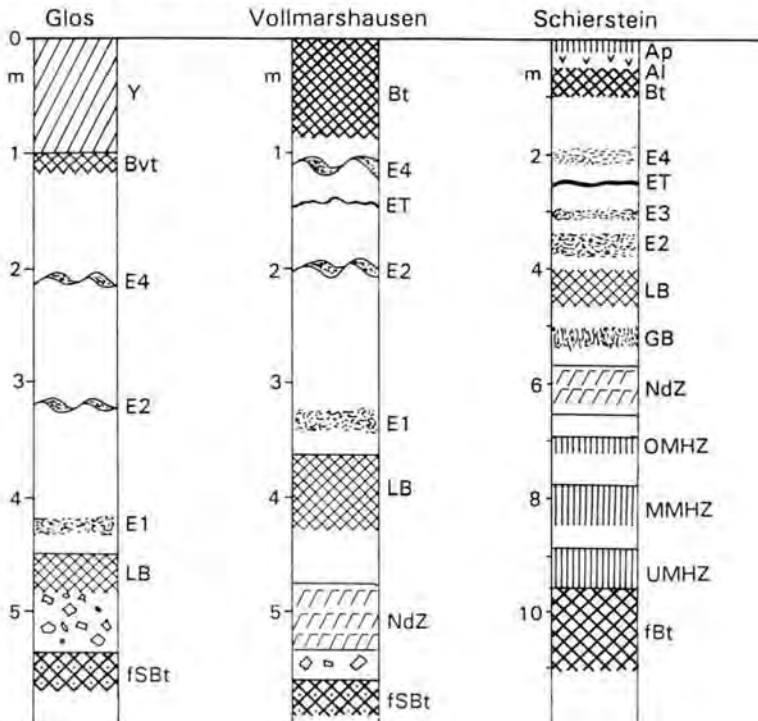 Glos
Vollmarshausen
Schierstein
0
m
1
2
3
4
5
Y
Bvt
E4
E2
E1
LB
fSBt
m
1
2
3
4
5
Bt
E4
ET
E2
E1
LB
NdZ
fSBt
0
m
2
4
6
8
10
Ap
Al
Bt
E4
ET
E3
E2
LB
GB
NdZ
OMHZ
MMHZ
UMHZ
fBt